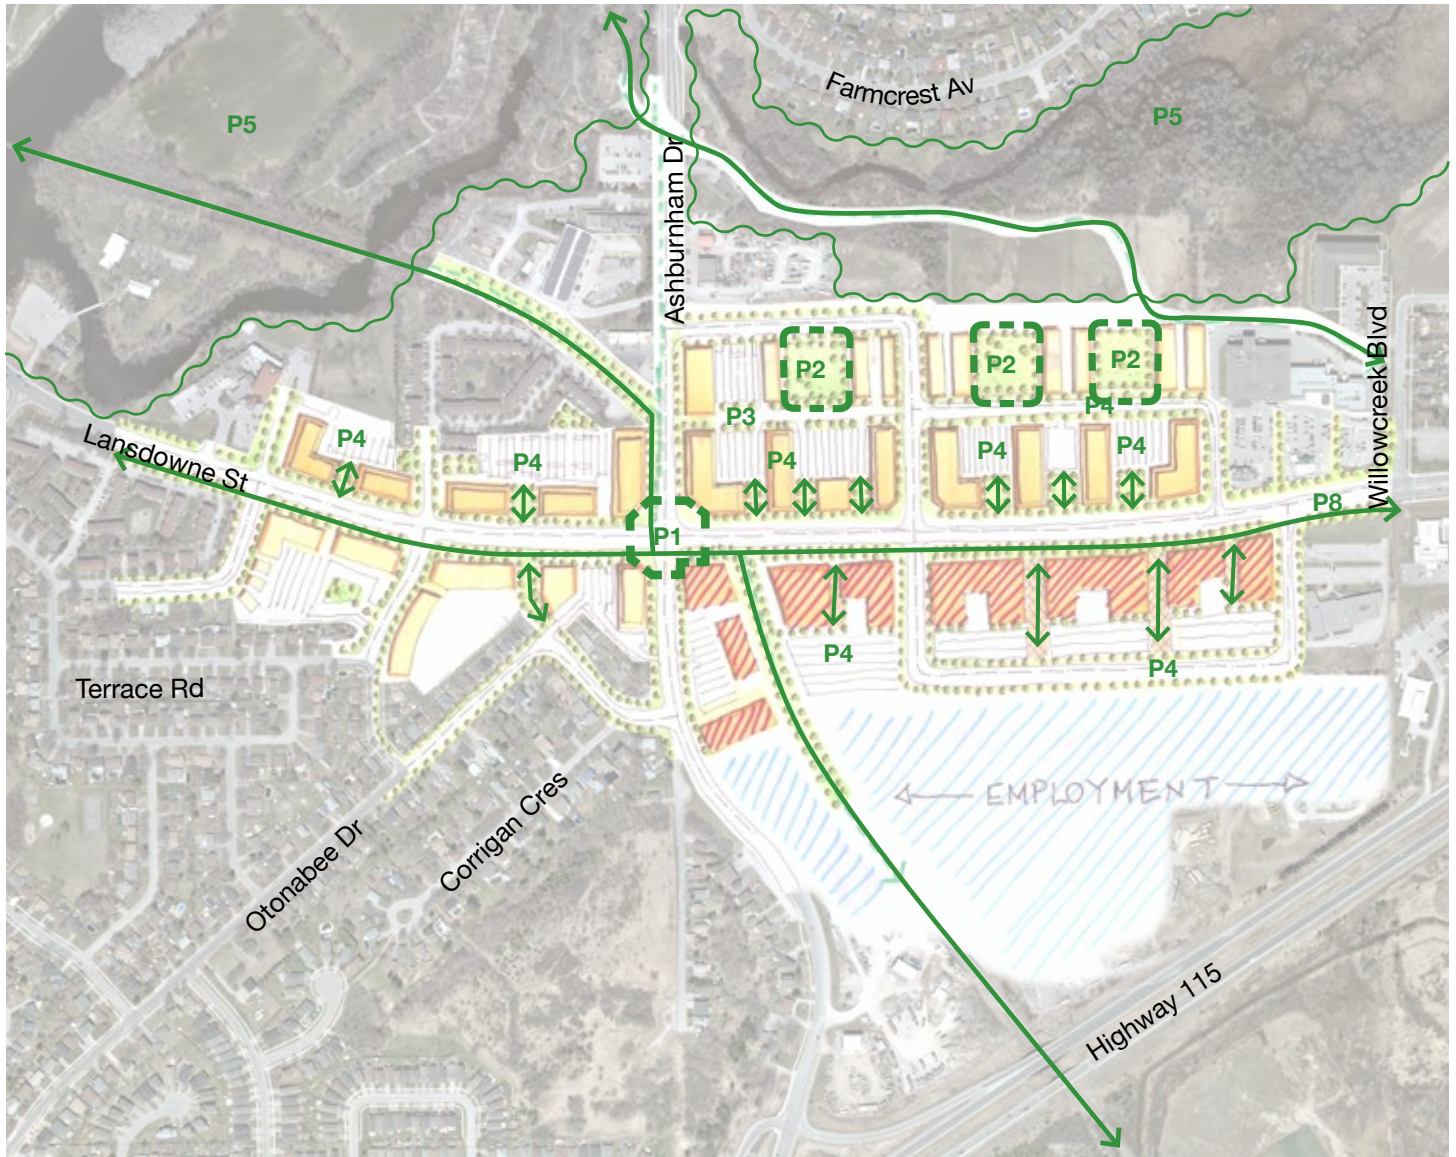 Farmcrest Av
P5
P5
Ashburnham Dr
Willowcreek Blvd
P2
P2
P2
P4
P3
P4
P4
P4
P4
P4
Lansdowne St
P8
P1
P4
P4
Terrace Rd
← EMPLOYMENT →
Otonabee Dr
Corrigan Cres
Highway 115